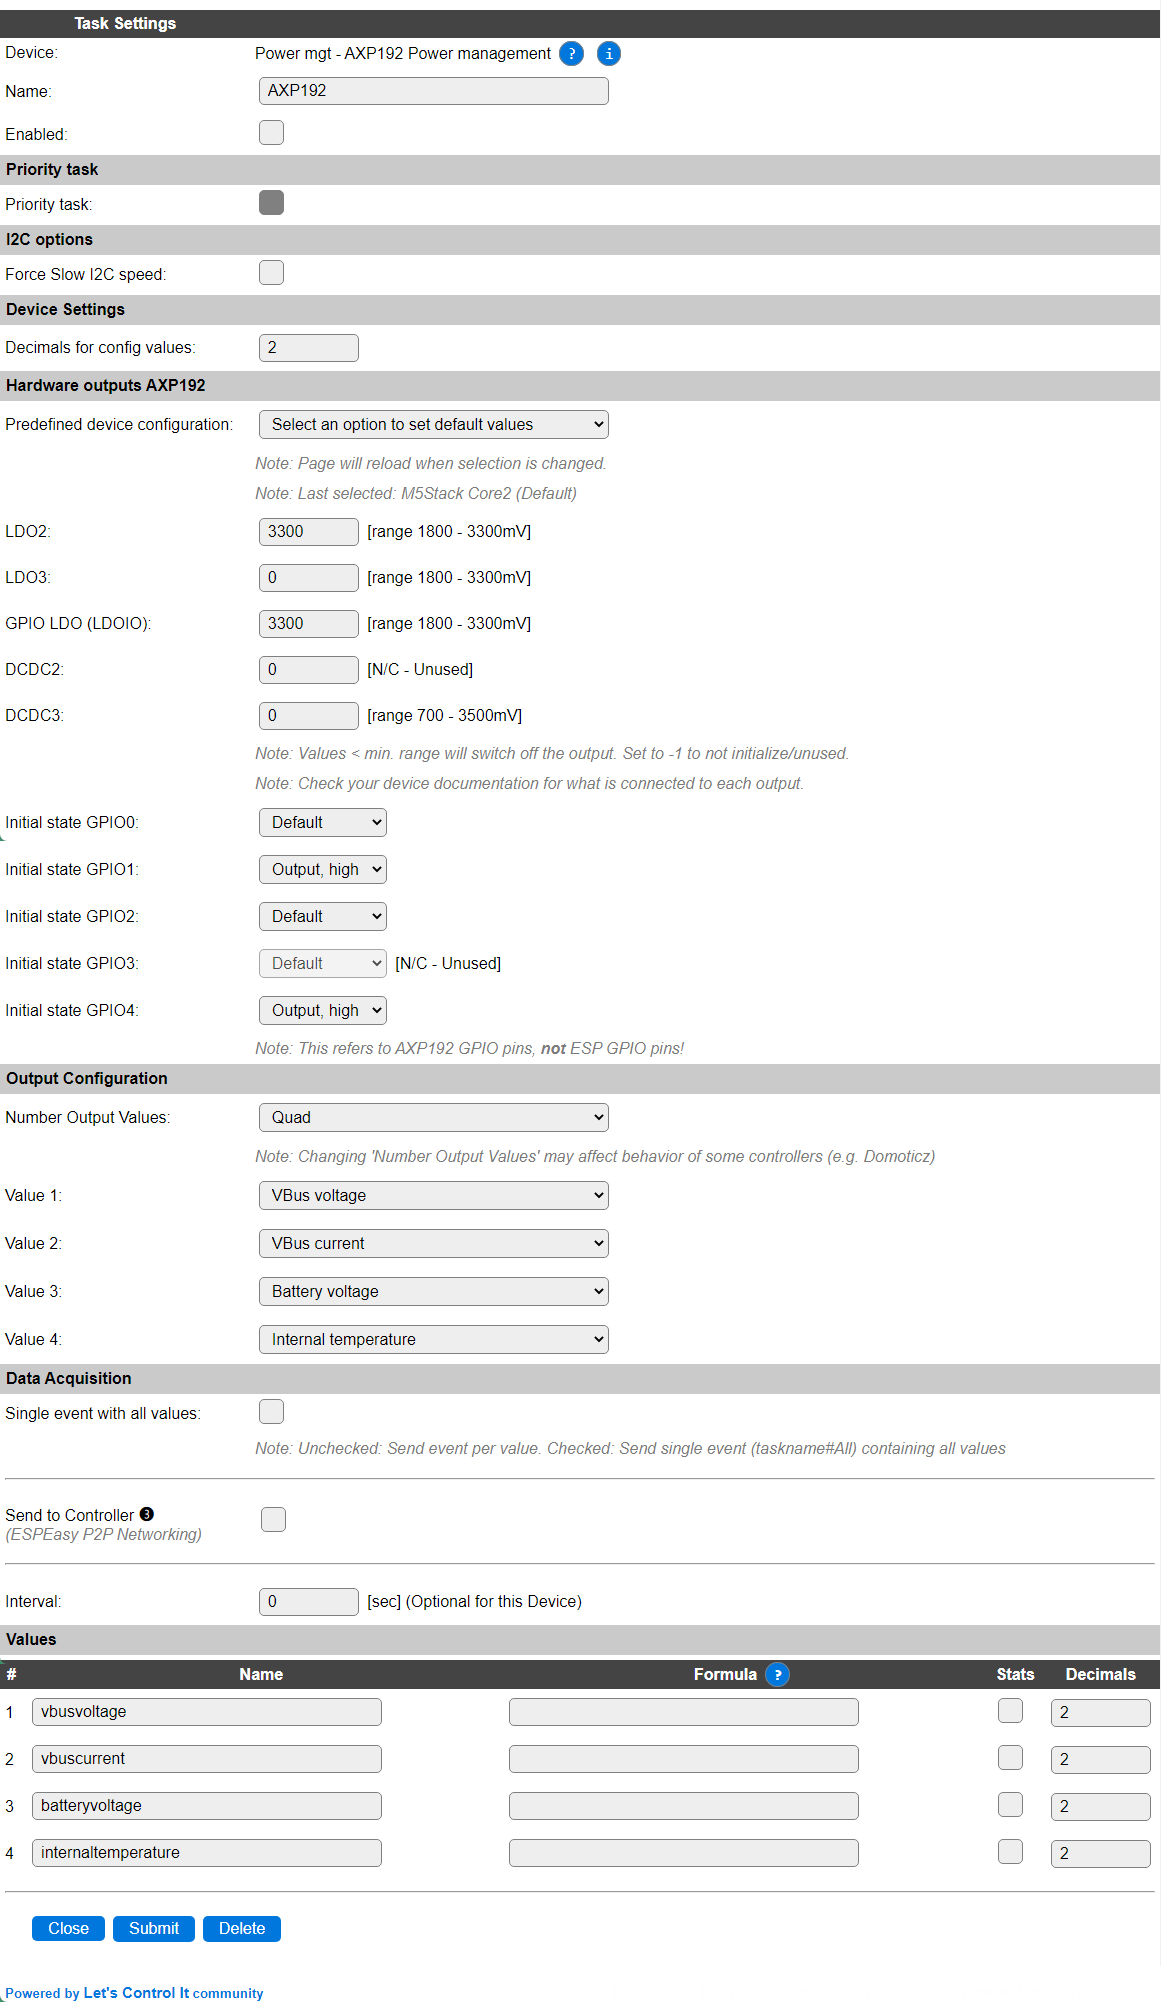 Task Settings
Device: Power mgt - AXP192 Power management ? i
Name: AXP192
Enabled:
Priority task
Priority task:
I2C options
Force Slow I2C speed:
Device Settings
Decimals for config values: 2
Hardware outputs AXP192
Predefined device configuration: Select an option to set default values
Note: Page will reload when selection is changed.
Note: Last selected: M5Stack Core2 (Default)
LDO2: 3300 [range 1800 - 3300mV]
LDO3: 0 [range 1800 - 3300mV]
GPIO LDO (LDOIO): 3300 [range 1800 - 3300mV]
DCDC2: 0 [N/C - Unused]
DCDC3: 0 [range 700 - 3500mV]
Note: Values < min. range will switch off the output. Set to -1 to not initialize/unused.
Note: Check your device documentation for what is connected to each output.
Initial state GPIO0: Default
Initial state GPIO1: Output, high
Initial state GPIO2: Default
Initial state GPIO3: Default [N/C - Unused]
Initial state GPIO4: Output, high
Note: This refers to AXP192 GPIO pins, not ESP GPIO pins!
Output Configuration
Number Output Values: Quad
Note: Changing 'Number Output Values' may affect behavior of some controllers (e.g. Domoticz)
Value 1: VBus voltage
Value 2: VBus current
Value 3: Battery voltage
Value 4: Internal temperature
Data Acquisition
Single event with all values:
Note: Unchecked: Send event per value. Checked: Send single event (taskname#All) containing all values
Send to Controller ❸
(ESPEasy P2P Networking)
Interval: 0 [sec] (Optional for this Device)
Values
# Name Formula ? Stats Decimals
1 vbusvoltage 2
2 vbuscurrent 2
3 batteryvoltage 2
4 internaltemperature 2
Close Submit Delete
Powered by Let's Control It community